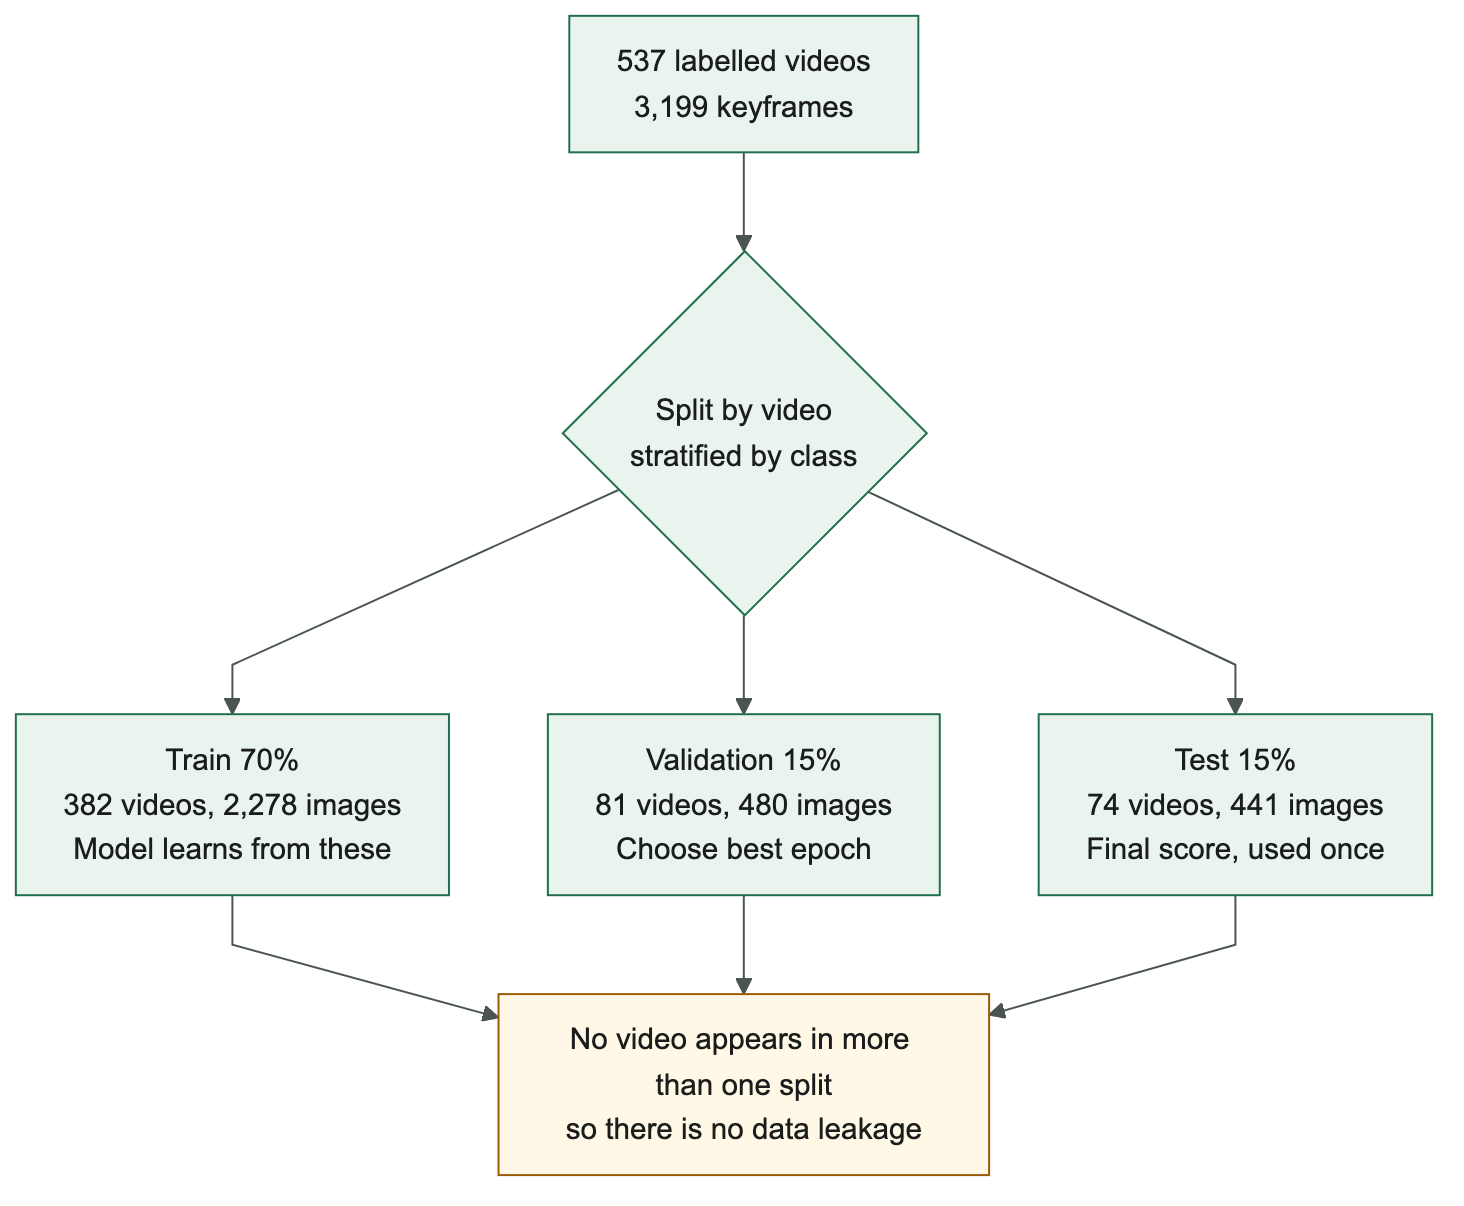 537 labelled videos
3,199 keyframes
Split by video
stratified by class
Train 70%
382 videos, 2,278 images
Model learns from these
Validation 15%
81 videos, 480 images
Choose best epoch
Test 15%
74 videos, 441 images
Final score, used once
No video appears in more
than one split
so there is no data leakage